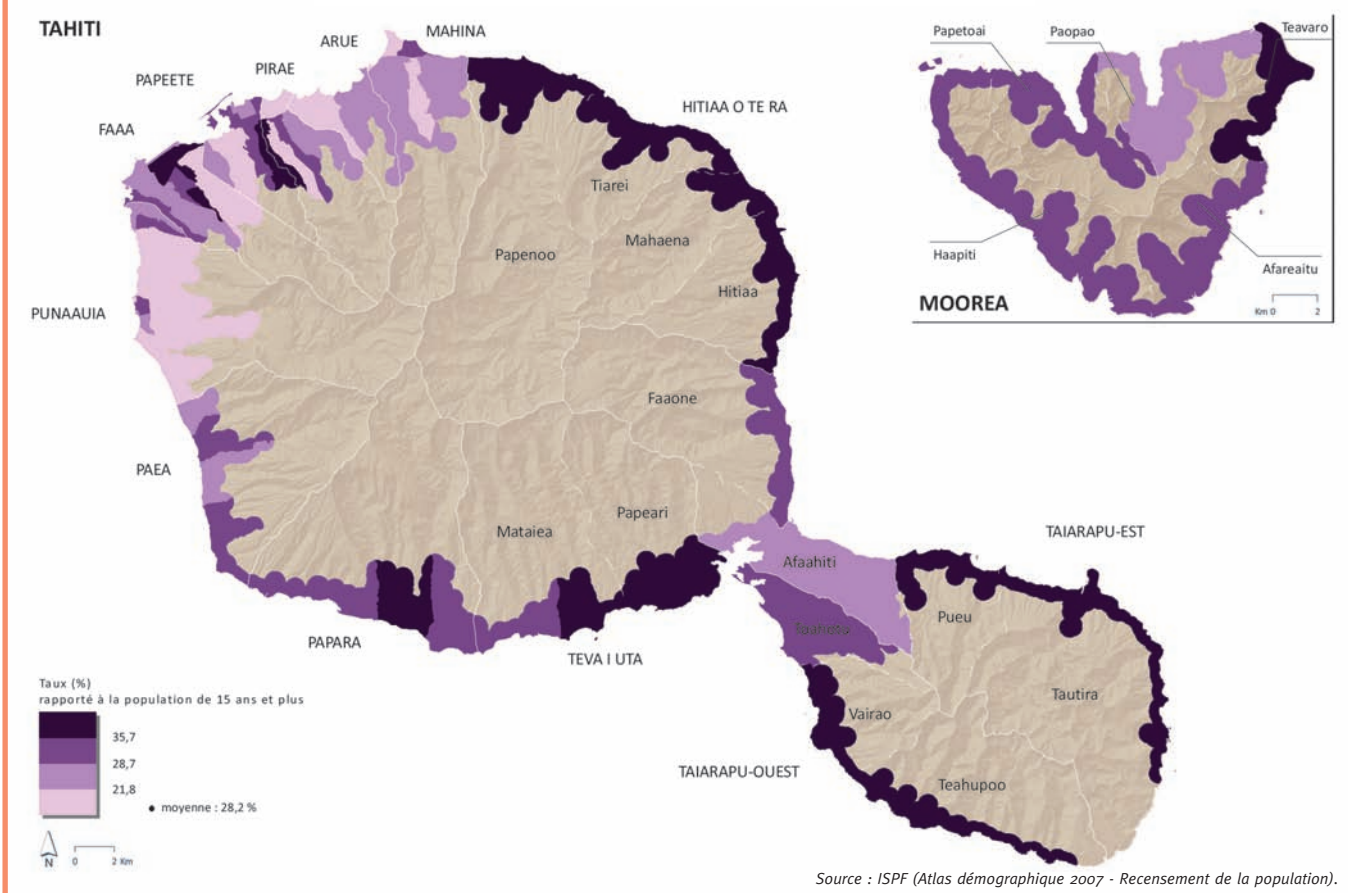 TAHITI
ARUE
MAHINA
PIRAE
PAPEETE
FAAA
HITIAA O TE RA
Tiarei
Mahaena
Papenoo
Hitiaa
PUNAAUIA
Faaone
PAEA
Papeari
Mataiea
Afaahiti
TAIARAPU-EST
Pueu
Toahotu
PAPARA
TEVA I UTA
Tautira
Vairao
TAIARAPU-OUEST
Teahupoo
Papetoai
Paopao
Teavaro
Haapiti
Afareaitu
MOOREA
Km 0 2
Taux (%)
rapporté à la population de 15 ans et plus
35,7
28,7
21,8
• moyenne : 28,2 %
N
0 2 Km
Source : ISPF (Atlas démographique 2007 - Recensement de la population).